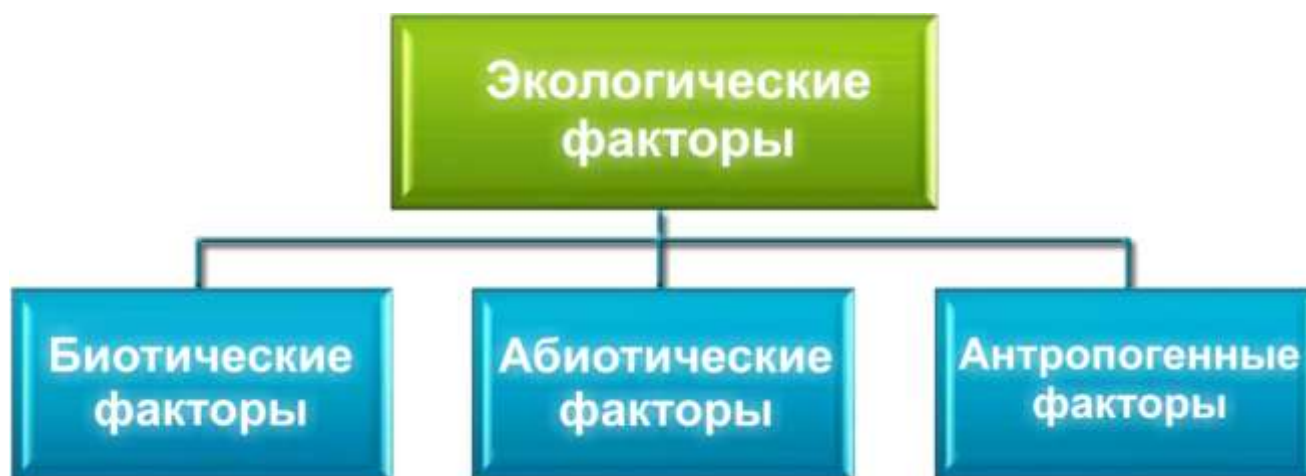 Экологические
факторы
Биотические
факторы
Абиотические
факторы
Антропогенные
факторы